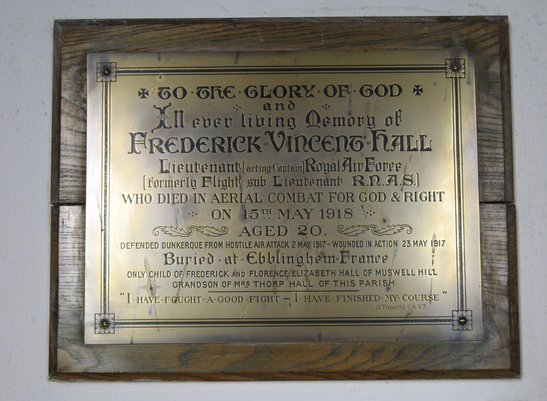 TO·THE·GLORY·OF·GOD
and
In ever living Memory of
FREDERICK·VINCENT·HALL
Lieutenant [acting Captain] Royal Air Force
[formerly Flight sub Lieutenant R.N.A.S.]
WHO DIED IN AERIAL COMBAT FOR GOD & RIGHT
ON 15TH MAY 1918
AGED 20.
DEFENDED DUNKERQUE FROM HOSTILE AIR ATTACK 2 MAY 1917 – WOUNDED IN ACTION 23 MAY 1917
Buried·at·Ebblinghem·France
ONLY CHILD OF FREDERICK AND FLORENCE ELIZABETH HALL OF MUSWELL HILL
GRANDSON OF MRS THORP HALL OF THIS PARISH
"I·HAVE·FOUGHT·A·GOOD·FIGHT – I·HAVE·FINISHED·MY·COURSE"
II Timothy C.4.V.7.